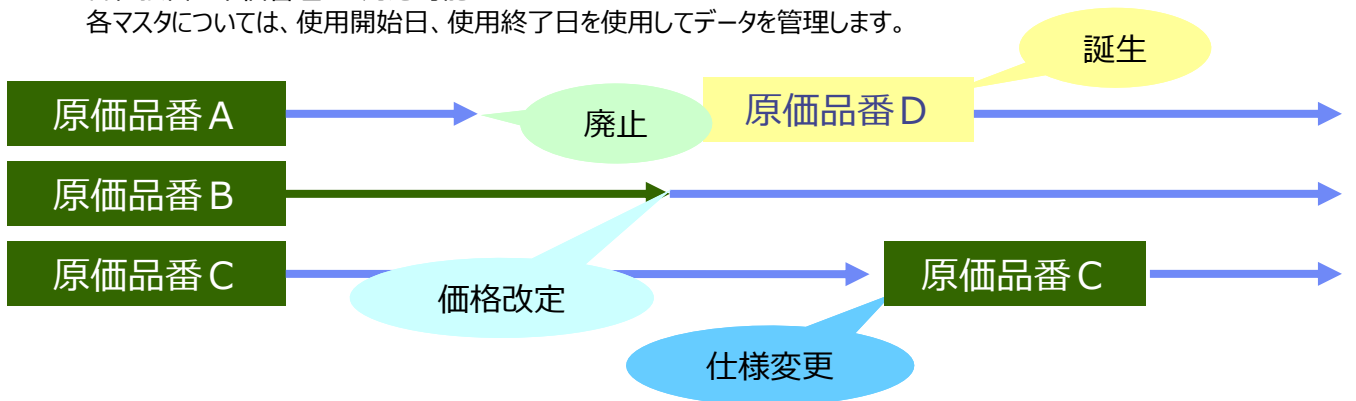 各マスタについては、使用開始日、使用終了日を使用してデータを管理します。
誕生
原価品番A
廃止
原価品番D
原価品番B
原価品番C
価格改定
原価品番C
仕様変更